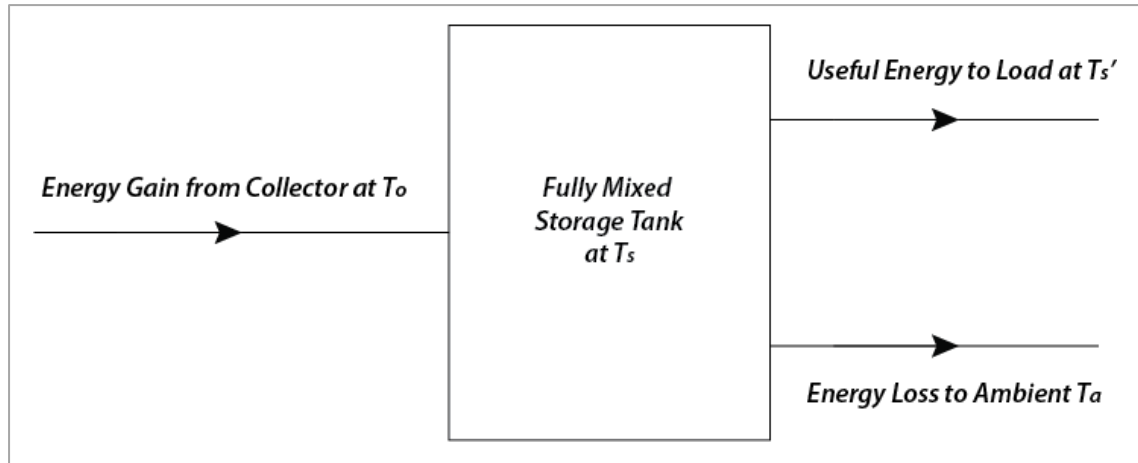 Useful Energy to Load at Ts’
Energy Gain from Collector at To
Fully Mixed
Storage Tank
at Ts
Energy Loss to Ambient Ta